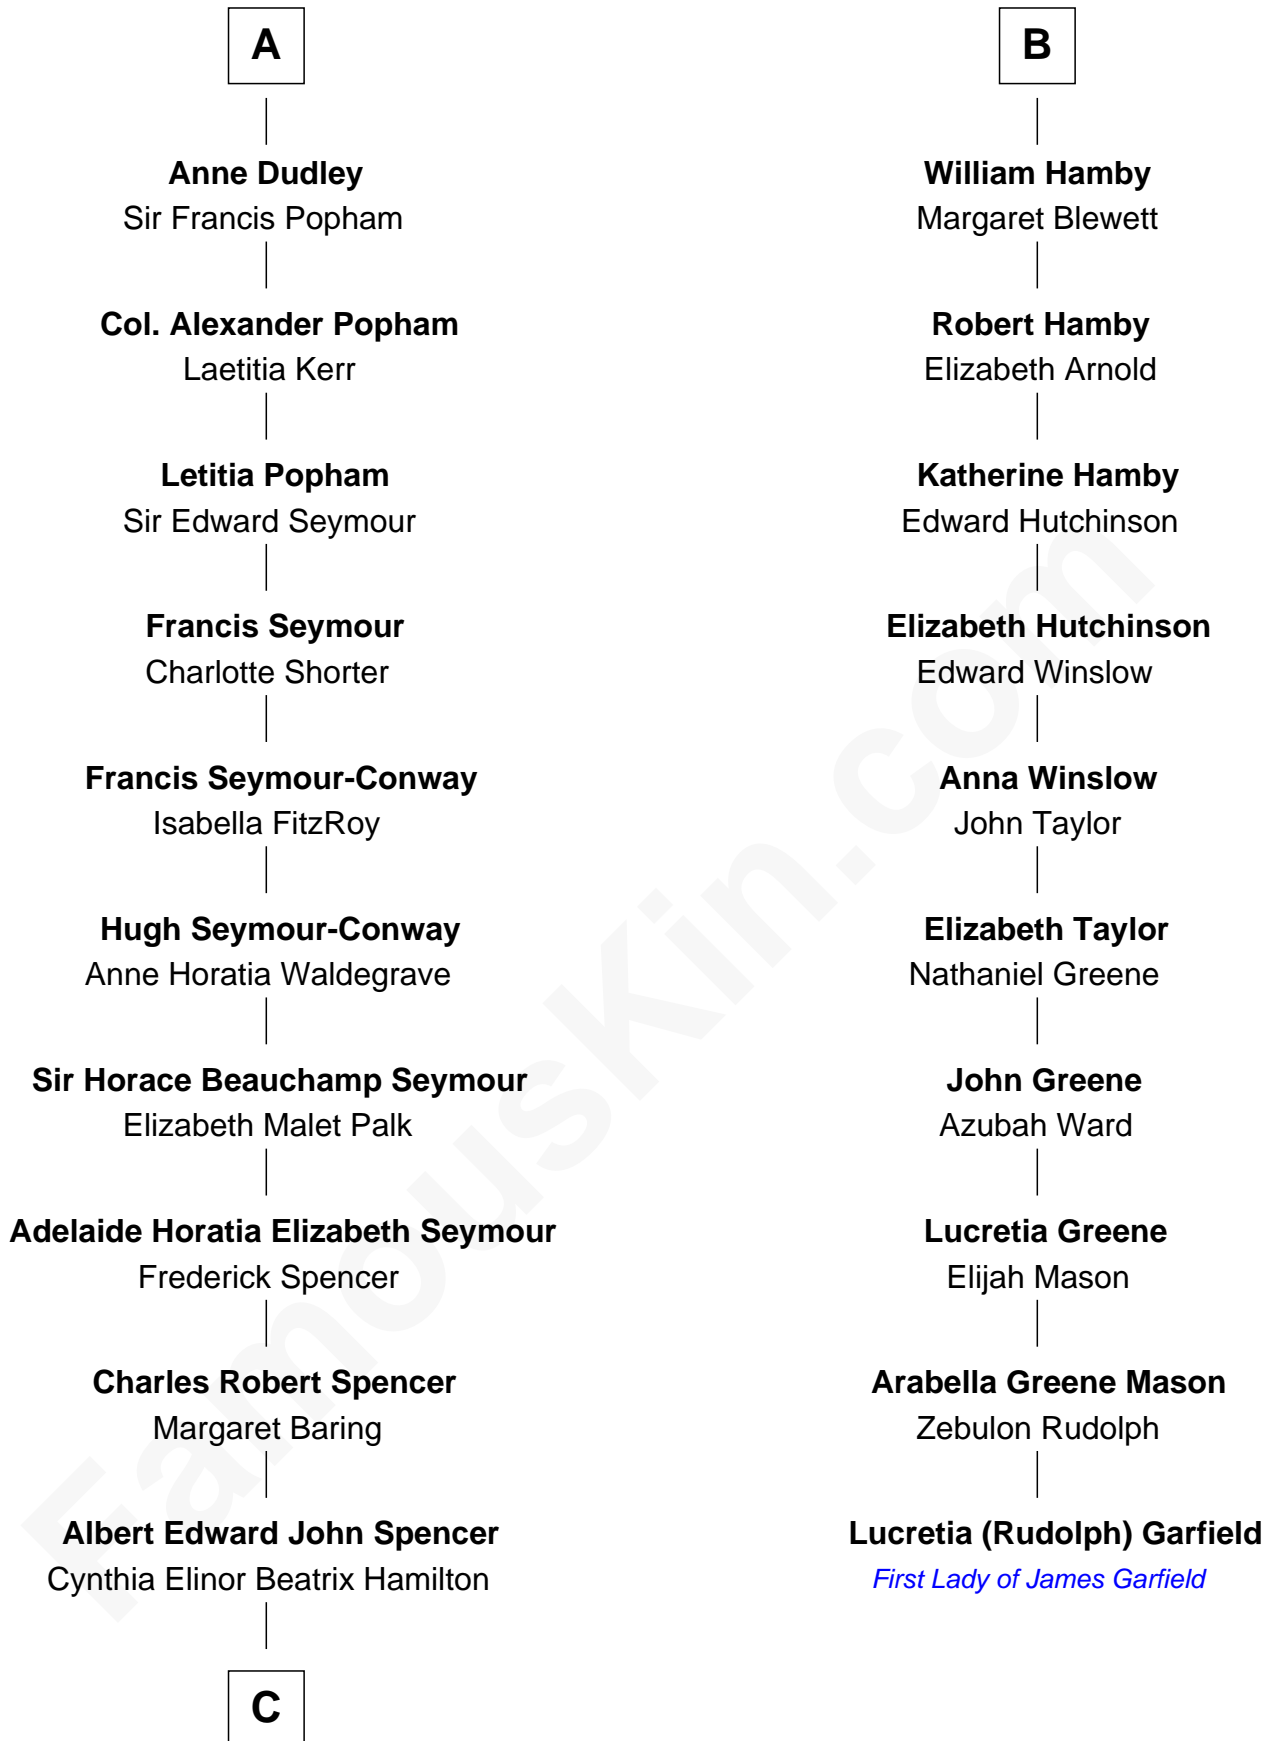 A
Anne Dudley
Sir Francis Popham
Col. Alexander Popham
Laetitia Kerr
Letitia Popham
Sir Edward Seymour
Francis Seymour
Charlotte Shorter
Francis Seymour-Conway
Isabella FitzRoy
Hugh Seymour-Conway
Anne Horatia Waldegrave
Sir Horace Beauchamp Seymour
Elizabeth Malet Palk
Adelaide Horatia Elizabeth Seymour
Frederick Spencer
Charles Robert Spencer
Margaret Baring
Albert Edward John Spencer
Cynthia Elinor Beatrix Hamilton
C
B
William Hamby
Margaret Blewett
Robert Hamby
Elizabeth Arnold
Katherine Hamby
Edward Hutchinson
Elizabeth Hutchinson
Edward Winslow
Anna Winslow
John Taylor
Elizabeth Taylor
Nathaniel Greene
John Greene
Azubah Ward
Lucretia Greene
Elijah Mason
Arabella Greene Mason
Zebulon Rudolph
Lucretia (Rudolph) Garfield
First Lady of James Garfield
FamousKin.com